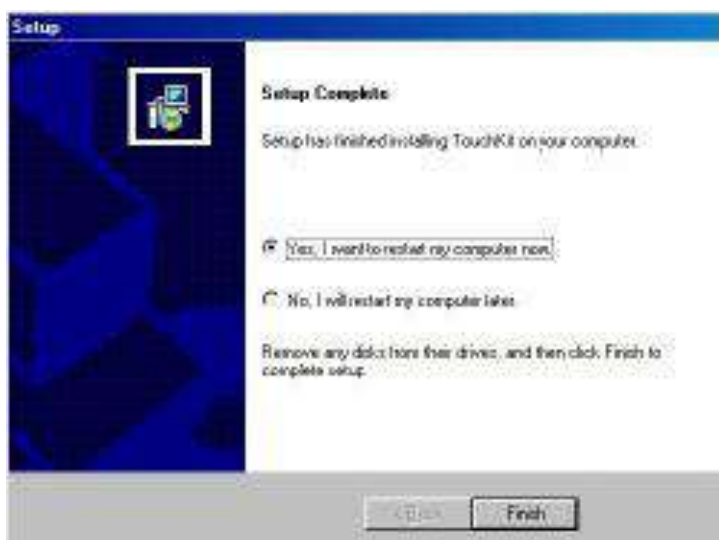 Setup
Setup Complete
Setup has finished installing TouchKit on your computer.
Yes, I want to restart my computer now.
No, I will restart my computer later.
Remove any disks from their drives, and then click Finish to
complete setup.
< Back
Finish